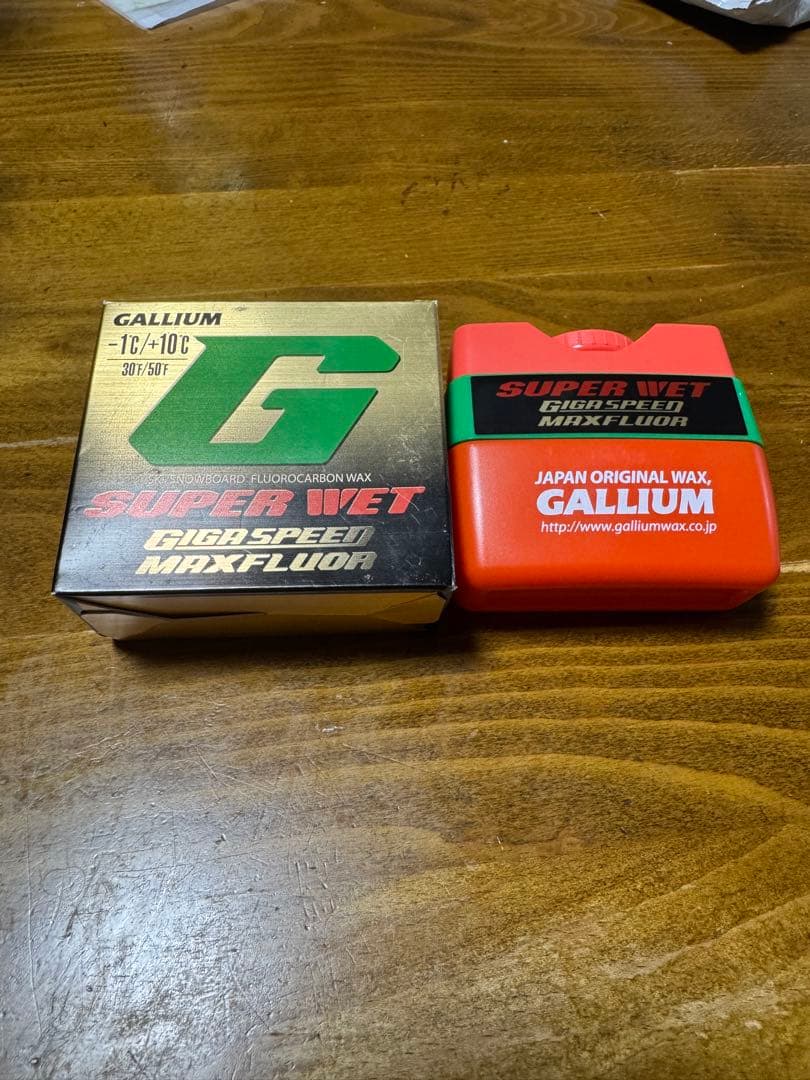 GALLIUM
-1℃/+10℃
30°F/50°F
SKI/SNOWBOARD FLUOROCARBON WAX
SUPER WET
GIGA SPEED
MAXFLUOR
SUPER WET
GIGA SPEED
MAXFLUOR
JAPAN ORIGINAL WAX,
GALLIUM
http://www.galliumwax.co.jp